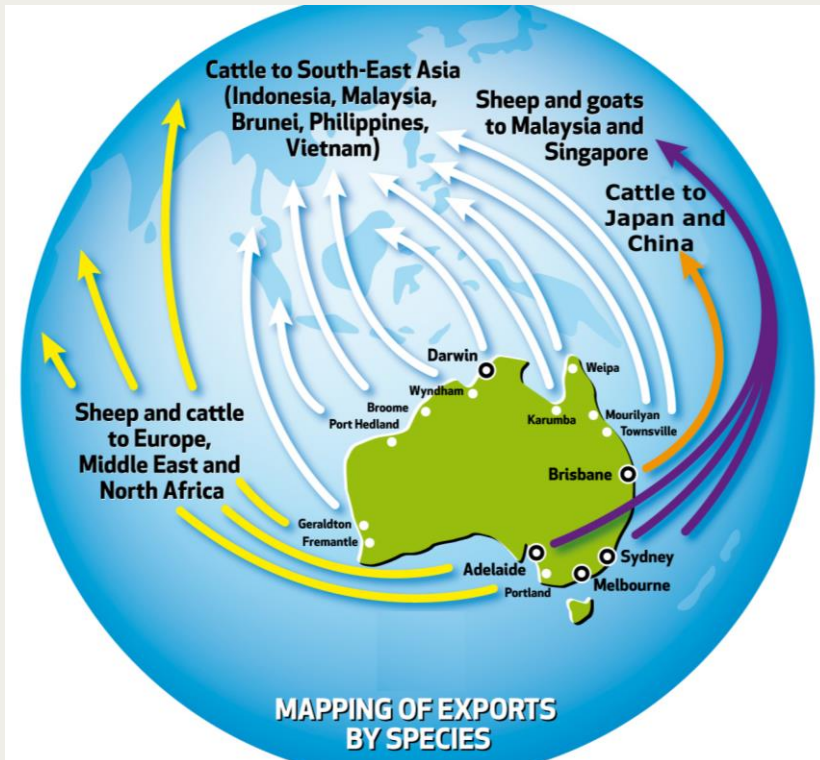 Cattle to South-East Asia
(Indonesia, Malaysia,
Brunei, Philippines,
Vietnam)
Sheep and goats
to Malaysia and
Singapore
Cattle to
Japan and
China
Darwin
Weipa
Wyndham
Broome
Karumba
Mourilyan
Port Hedland
Townsville
Sheep and cattle
to Europe,
Middle East and
North Africa
Brisbane
Geraldton
Fremantle
Adelaide
Sydney
Portland
Melbourne
MAPPING OF EXPORTS
BY SPECIES